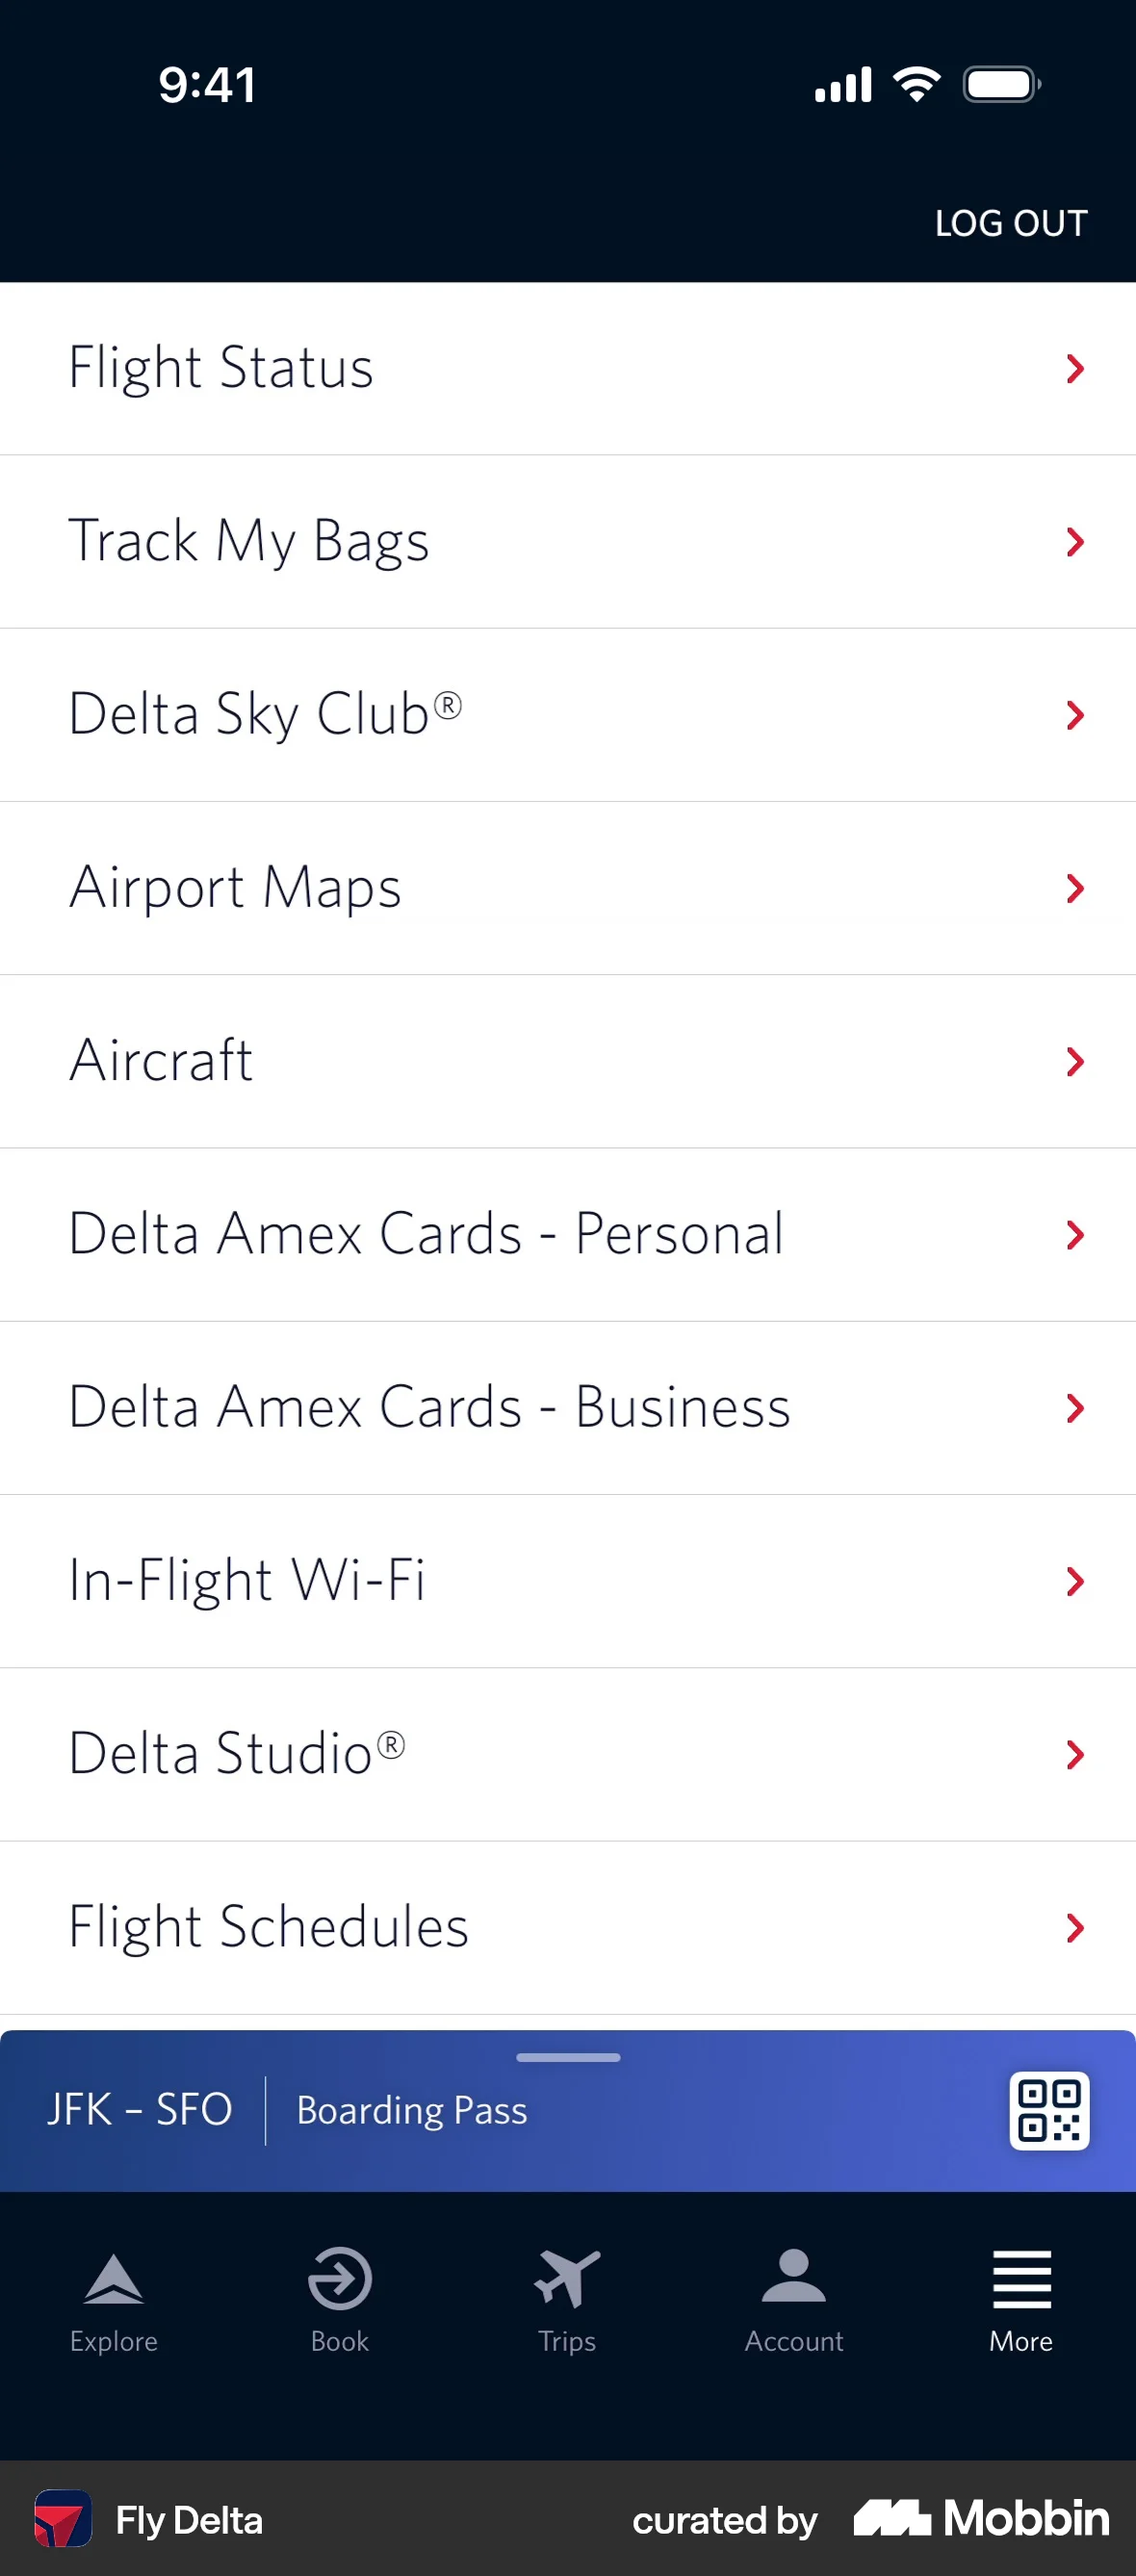 9:41
LOG OUT
Flight Status
Track My Bags
Delta Sky Club®
Airport Maps
Aircraft
Delta Amex Cards - Personal
Delta Amex Cards - Business
In-Flight Wi-Fi
Delta Studio®
Flight Schedules
JFK – SFO Boarding Pass
Explore Book Trips Account More
Fly Delta curated by Mobbin